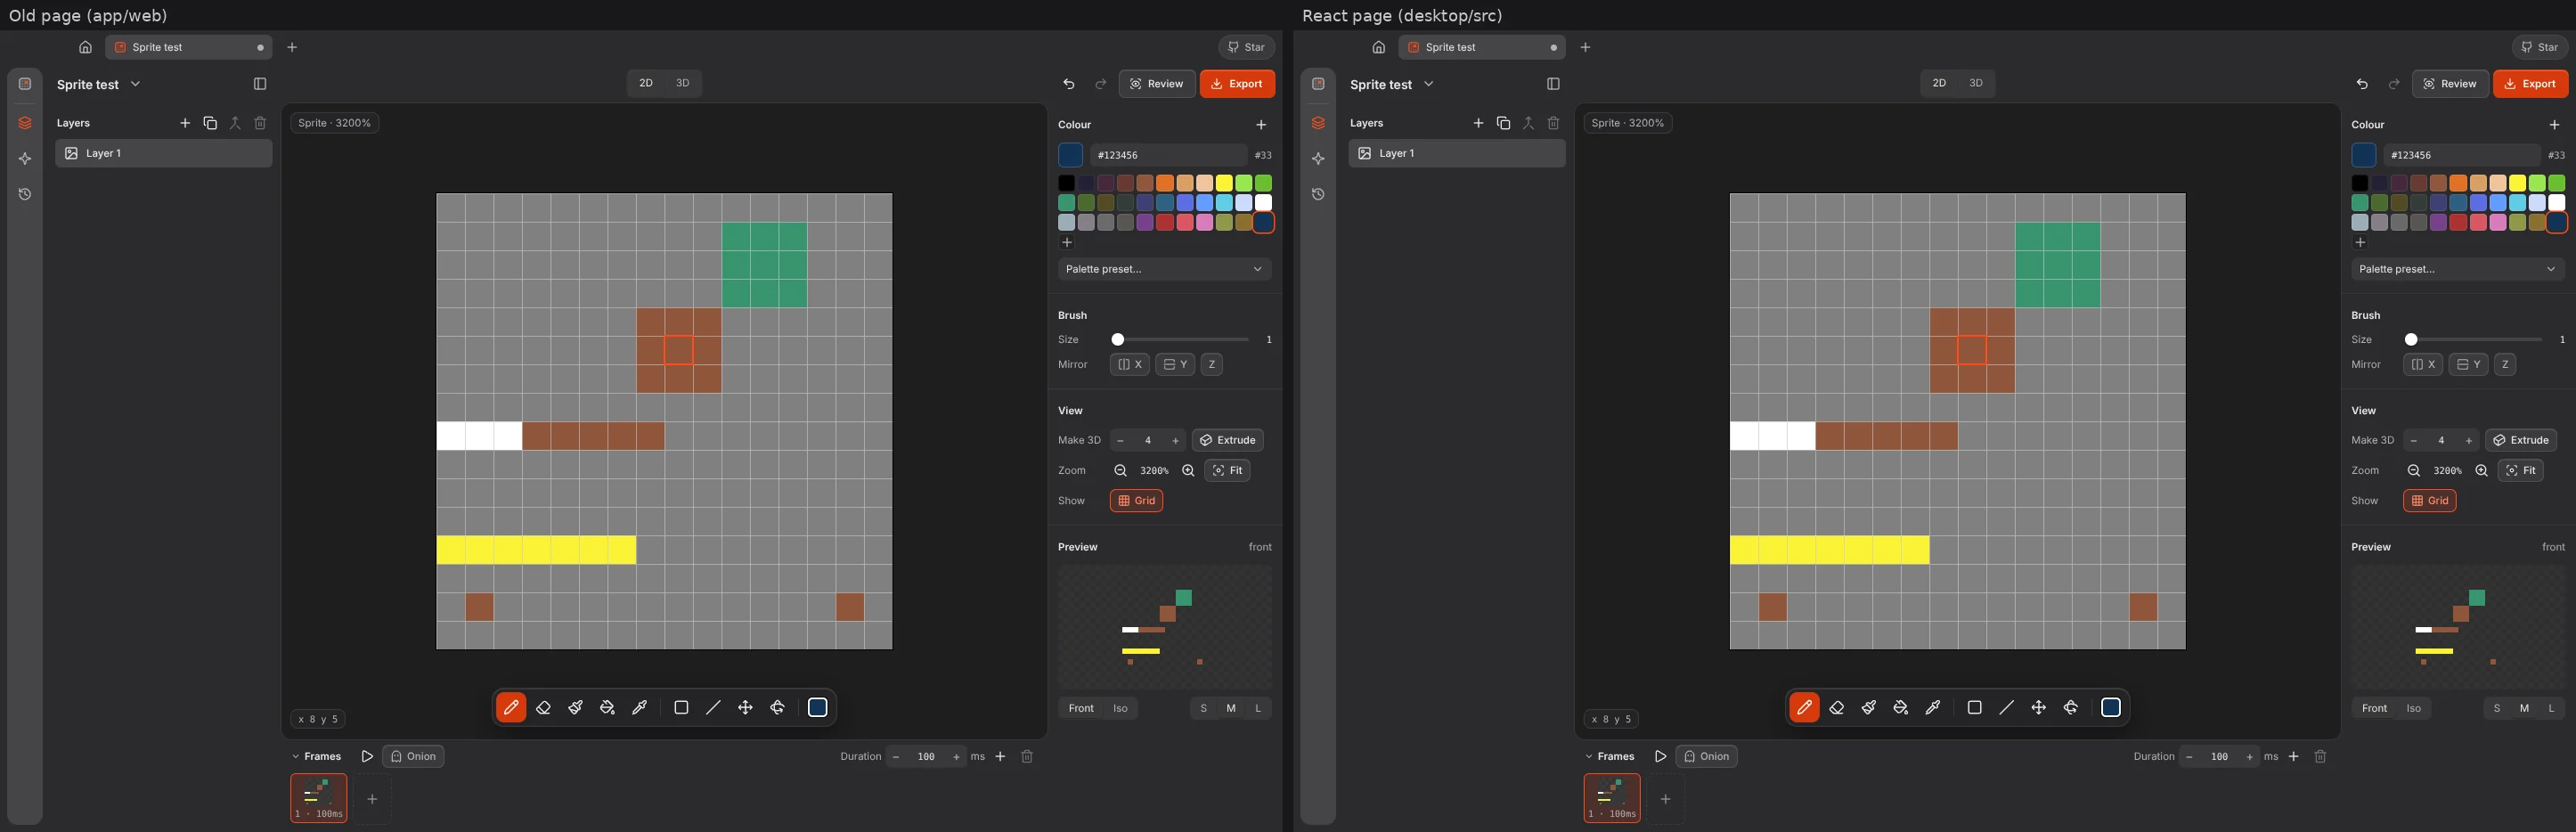 Old page (app/web)
Sprite test
Star
Sprite test
2D 3D
Review
Export
Layers
Layer 1
Sprite · 3200%
x 8 y 5
Colour
#123456 #33
Palette preset...
Brush
Size 1
Mirror X Y Z
View
Make 3D − 4 + Extrude
Zoom 3200% Fit
Show Grid
Preview front
Front Iso S M L
Frames Onion Duration − 100 + ms
1 · 100ms
React page (desktop/src)
Sprite test
Star
Sprite test
2D 3D
Review
Export
Layers
Layer 1
Sprite · 3200%
x 8 y 5
Colour
#123456 #33
Palette preset...
Brush
Size 1
Mirror X Y Z
View
Make 3D − 4 + Extrude
Zoom 3200% Fit
Show Grid
Preview front
Front Iso S M L
Frames Onion Duration − 100 + ms
1 · 100ms